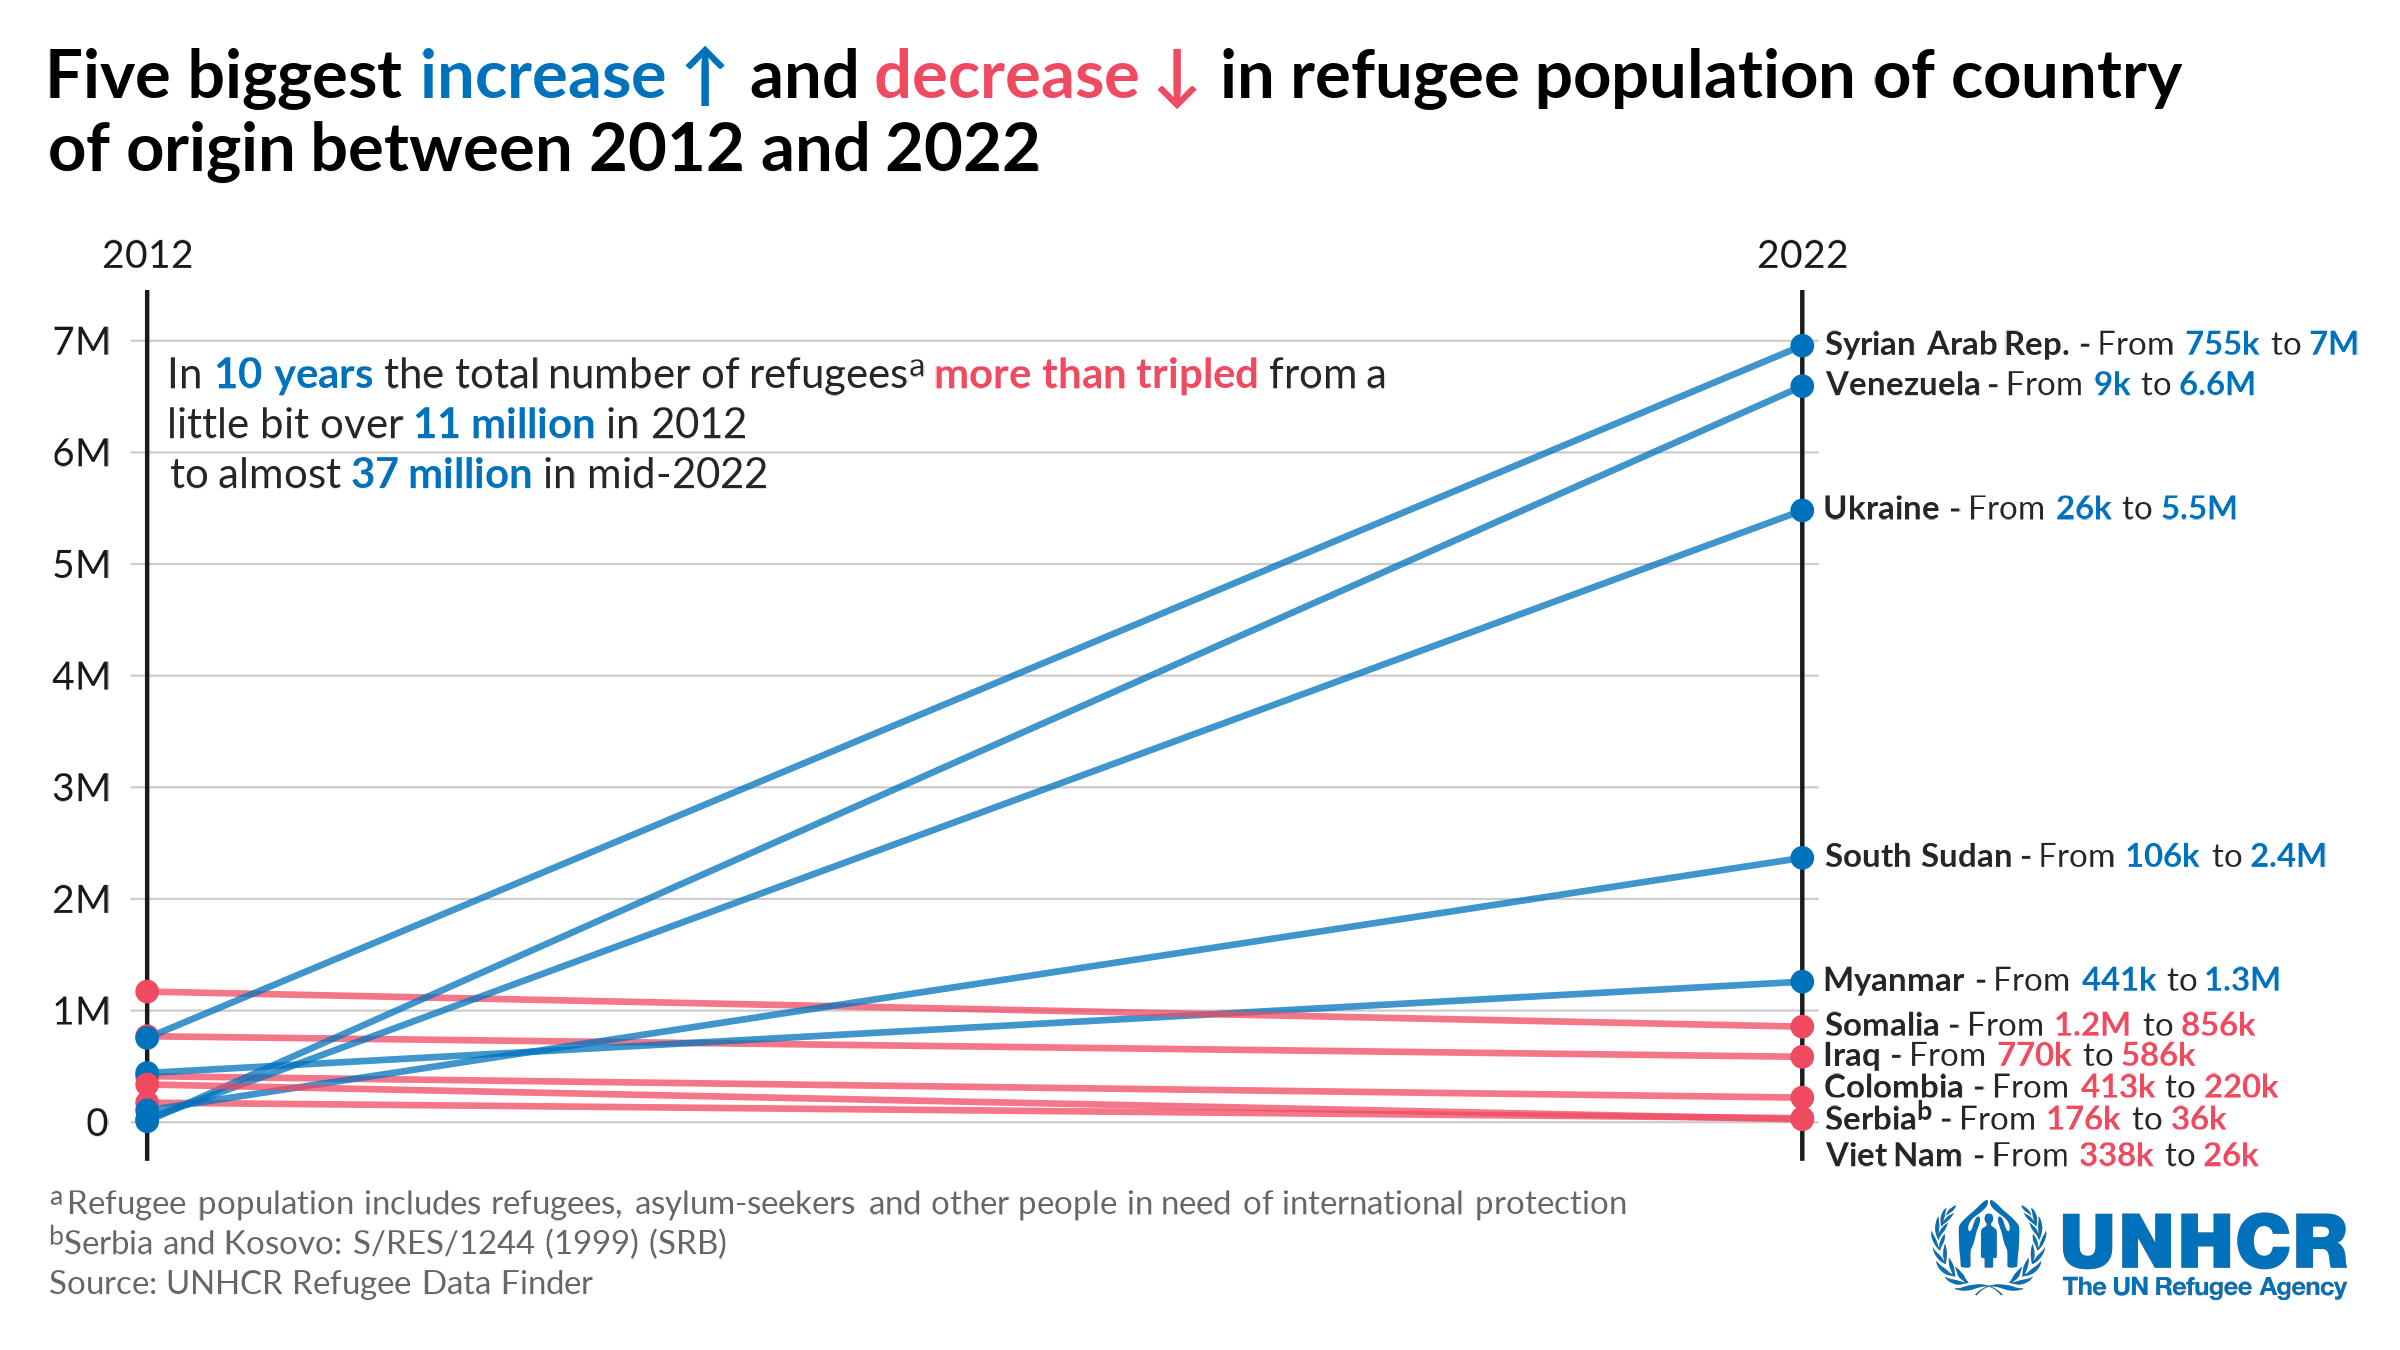 Five biggest increase ↑ and decrease ↓ in refugee population of country
of origin between 2012 and 2022
2012
2022
7M
6M
5M
4M
3M
2M
1M
0
In 10 years the total number of refugeesᵃ more than tripled from a
little bit over 11 million in 2012
to almost 37 million in mid-2022
Syrian Arab Rep. - From 755k to 7M
Venezuela - From 9k to 6.6M
Ukraine - From 26k to 5.5M
South Sudan - From 106k to 2.4M
Myanmar - From 441k to 1.3M
Somalia - From 1.2M to 856k
Iraq - From 770k to 586k
Colombia - From 413k to 220k
Serbiaᵇ - From 176k to 36k
Viet Nam - From 338k to 26k
ᵃ Refugee population includes refugees, asylum-seekers and other people in need of international protection
ᵇSerbia and Kosovo: S/RES/1244 (1999) (SRB)
Source: UNHCR Refugee Data Finder
UNHCR
The UN Refugee Agency